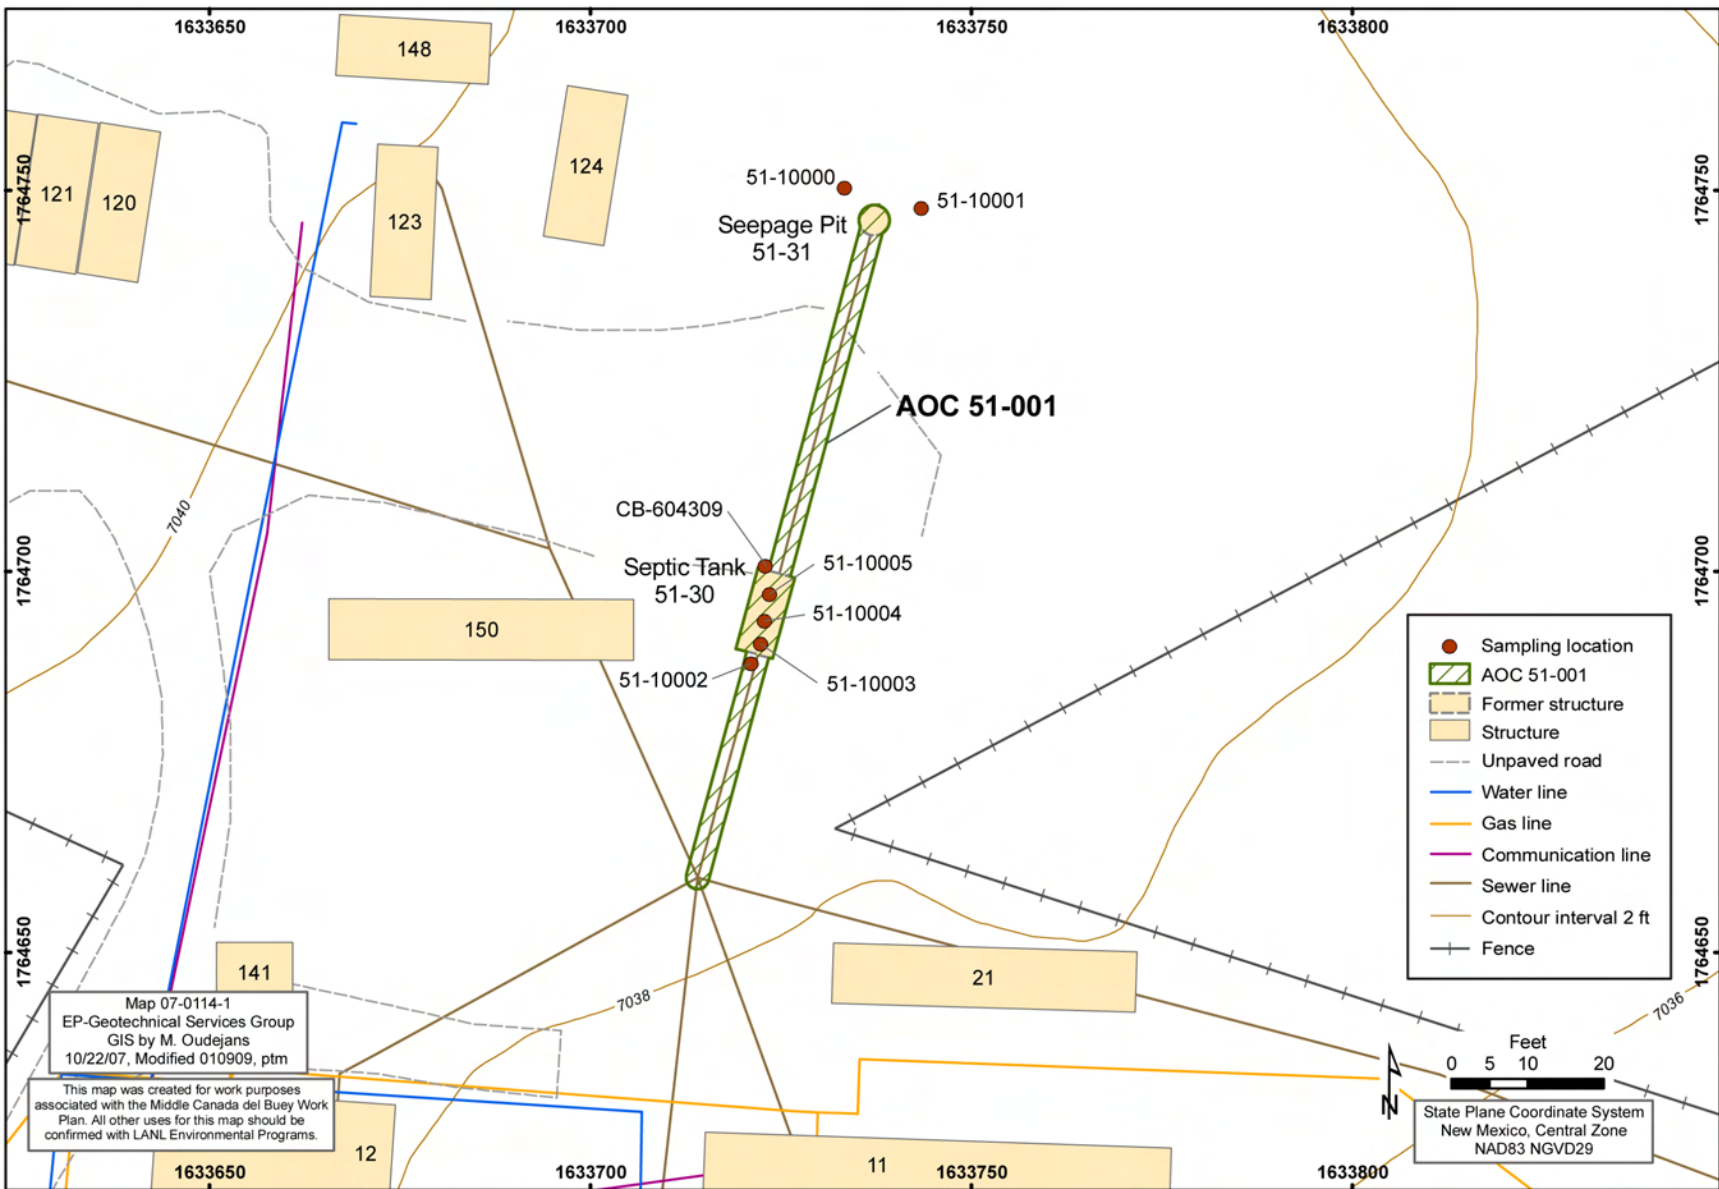 1633650
1633700
1633750
1633800
148
124
121
120
123
1764750
1764750
51-10000
51-10001
Seepage Pit
51-31
AOC 51-001
7040
CB-604309
Septic Tank
51-30
51-10005
51-10004
51-10003
51-10002
1764700
1764700
150
Sampling location
AOC 51-001
Former structure
Structure
Unpaved road
Water line
Gas line
Communication line
Sewer line
Contour interval 2 ft
Fence
1764650
1764650
141
21
7038
7036
Map 07-0114-1
EP-Geotechnical Services Group
GIS by M. Oudejans
10/22/07, Modified 010909, ptm
This map was created for work purposes
associated with the Middle Canada del Buey Work
Plan. All other uses for this map should be
confirmed with LANL Environmental Programs.
Feet
0 5 10 20
N
State Plane Coordinate System
New Mexico, Central Zone
NAD83 NGVD29
12
11
1633650
1633700
1633750
1633800